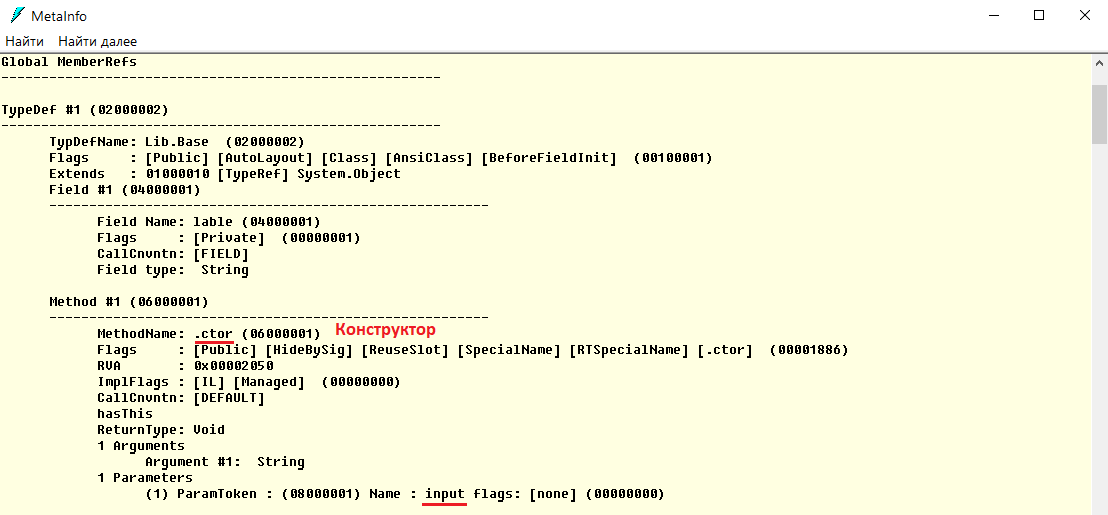 MetaInfo
Найти Найти далее
Global MemberRefs
-------------------------------------------------------
TypeDef #1 (02000002)
-------------------------------------------------------
TypDefName: Lib.Base (02000002)
Flags : [Public] [AutoLayout] [Class] [AnsiClass] [BeforeFieldInit] (00100001)
Extends : 01000010 [TypeRef] System.Object
Field #1 (04000001)
-------------------------------------------------------
Field Name: lable (04000001)
Flags : [Private] (00000001)
CallCnvntn: [FIELD]
Field type: String
Method #1 (06000001)
-------------------------------------------------------
MethodName: .ctor (06000001) Конструктор
Flags : [Public] [HideBySig] [ReuseSlot] [SpecialName] [RTSpecialName] [.ctor] (00001886)
RVA : 0x00002050
ImplFlags : [IL] [Managed] (00000000)
CallCnvntn: [DEFAULT]
hasThis
ReturnType: Void
1 Arguments
Argument #1: String
1 Parameters
(1) ParamToken : (08000001) Name : input flags: [none] (00000000)